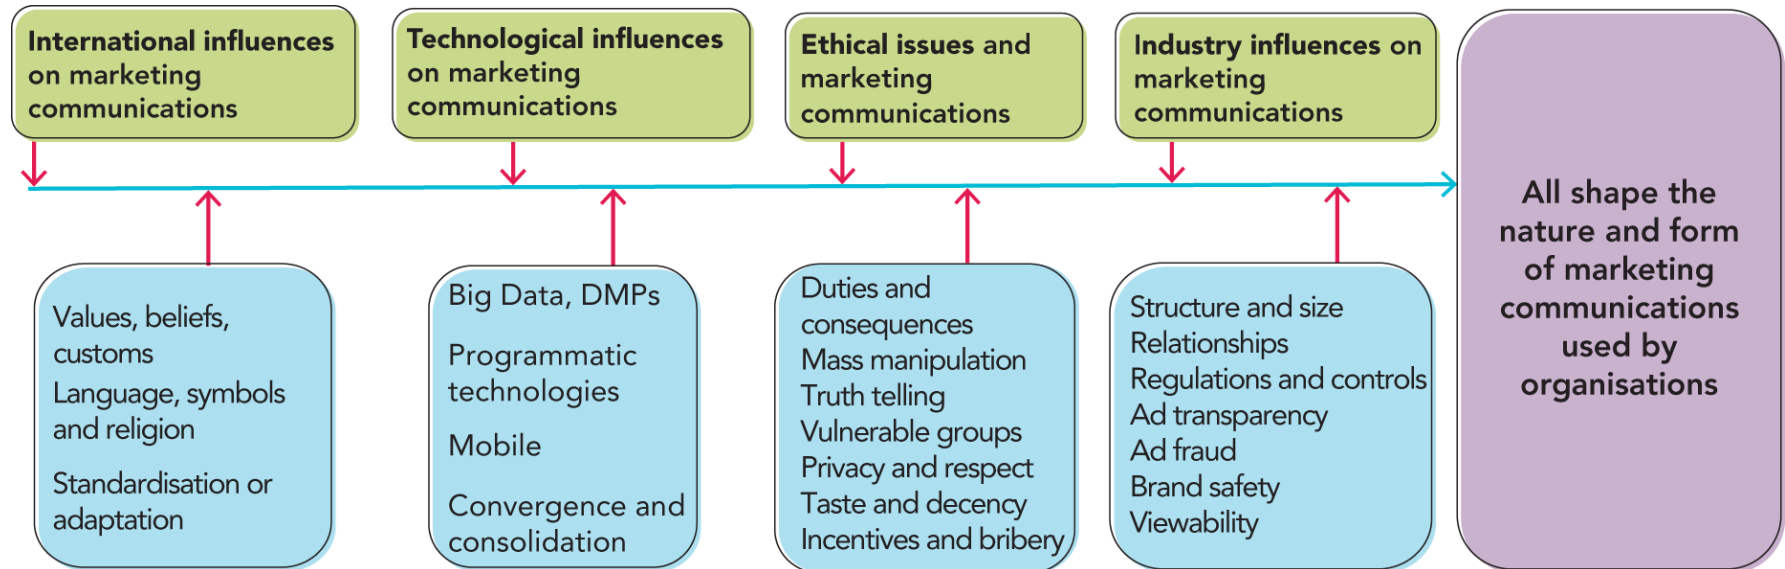 International influences
on marketing
communications
Technological influences
on marketing
communications
Ethical issues and
marketing
communications
Industry influences on
marketing
communications
Values, beliefs,
customs
Language, symbols
and religion
Standardisation or
adaptation
Big Data, DMPs
Programmatic
technologies
Mobile
Convergence and
consolidation
Duties and
consequences
Mass manipulation
Truth telling
Vulnerable groups
Privacy and respect
Taste and decency
Incentives and bribery
Structure and size
Relationships
Regulations and controls
Ad transparency
Ad fraud
Brand safety
Viewability
All shape the
nature and form
of marketing
communications
used by
organisations